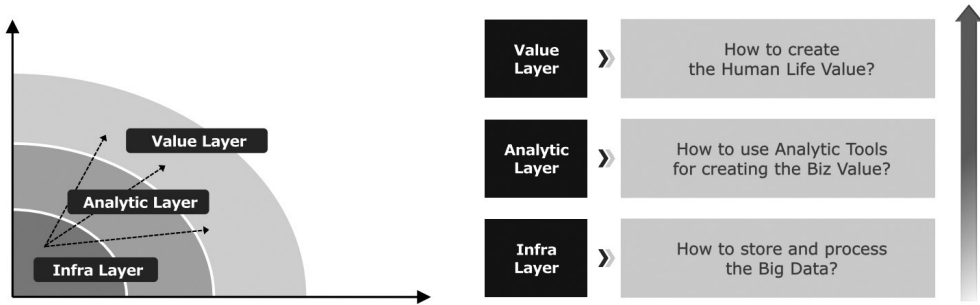 Value Layer
Analytic Layer
Infra Layer
Value
Layer
How to create
the Human Life Value?
Analytic
Layer
How to use Analytic Tools
for creating the Biz Value?
Infra
Layer
How to store and process
the Big Data?